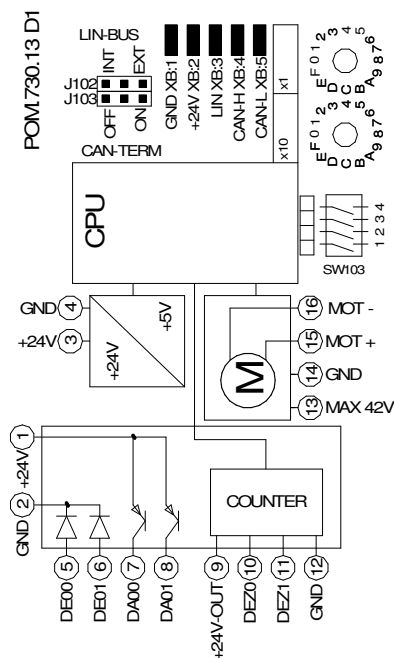 POM.730.13 D1
LIN-BUS
INT
EXT
J102
J103
OFF
ON
CAN-TERM
GND XB:1
+24V XB:2
LIN XB:3
CAN-H XB:4
CAN-L XB:5
x1
x10
E F 0 1 2 3 4 5 6 7 8 9 A B C D
E F 0 1 2 3 4 5 6 7 8 9 A B C D
CPU
1 2 3 4
SW103
GND 4
+24V 3
+5V
+24V
M
16 MOT -
15 MOT +
14 GND
13 MAX 42V
+24V 1
GND 2
COUNTER
5 6 7 8 9 10 11 12
DE00
DE01
DA00
DA01
+24V-OUT
DEZ0
DEZ1
GND